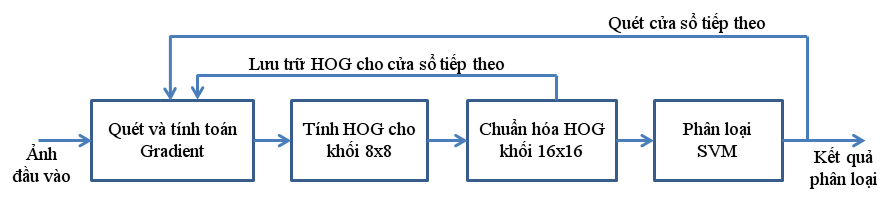 Quét cửa sổ tiếp theo
Lưu trữ HOG cho cửa sổ tiếp theo
Ảnh
đầu vào
Quét và tính toán
Gradient
Tính HOG cho
khối 8x8
Chuẩn hóa HOG
khối 16x16
Phân loại
SVM
Kết quả
phân loại